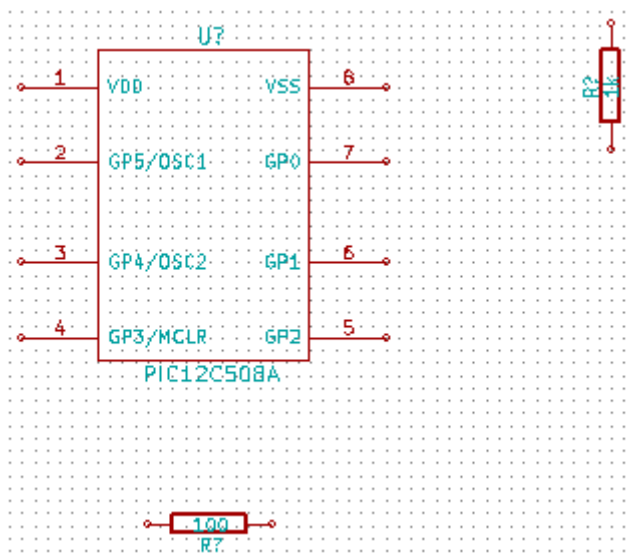 U?
1 VDD VSS 8
R? 1k
2 GP5/OSC1 GP0 7
3 GP4/OSC2 GP1 6
4 GP3/MCLR GP2 5
PIC12C508A
100
R?